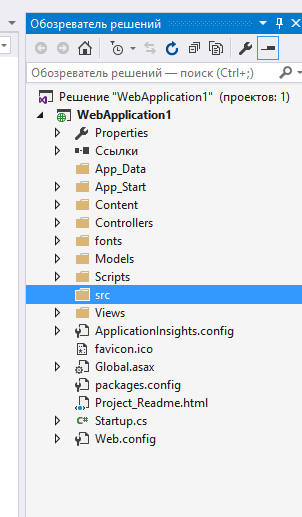 Обозреватель решений
Обозреватель решений — поиск (Ctrl+;)
Решение "WebApplication1" (проектов: 1)
WebApplication1
Properties
Ссылки
App_Data
App_Start
Content
Controllers
fonts
Models
Scripts
src
Views
ApplicationInsights.config
favicon.ico
Global.asax
packages.config
Project_Readme.html
C# Startup.cs
Web.config